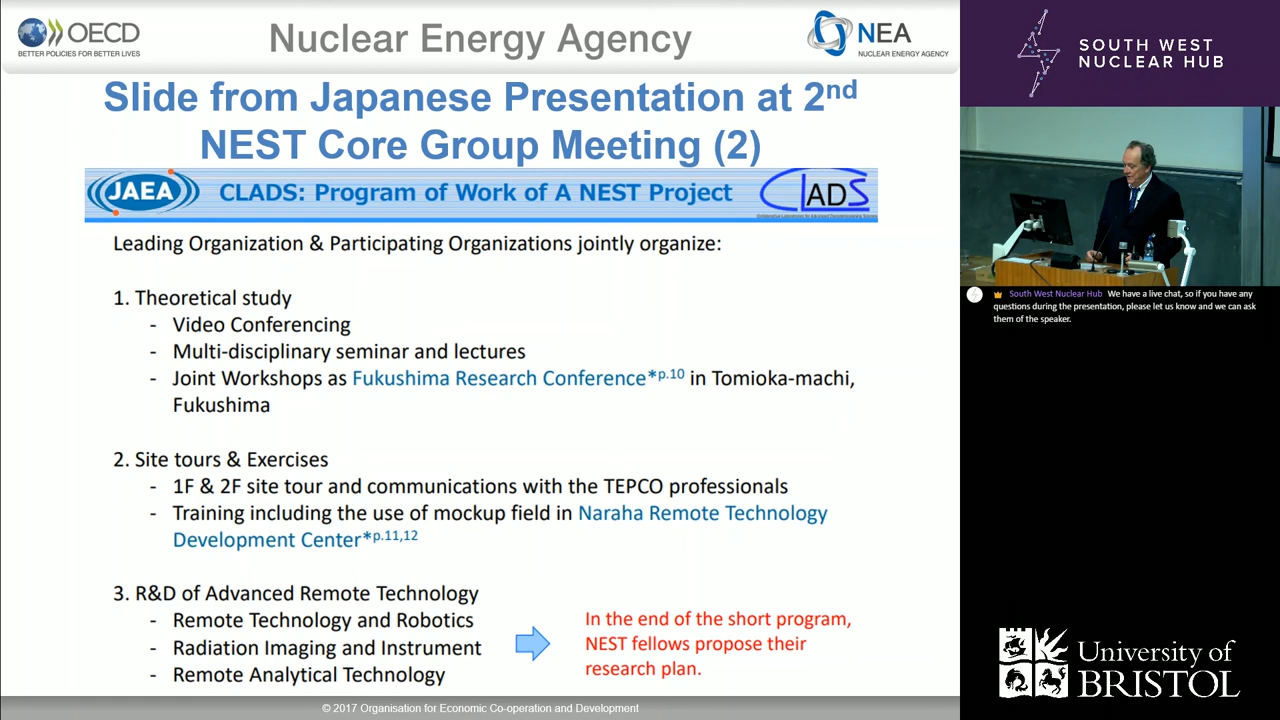 OECD
BETTER POLICIES FOR BETTER LIVES
Nuclear Energy Agency
NEA
NUCLEAR ENERGY AGENCY
Slide from Japanese Presentation at 2nd
NEST Core Group Meeting (2)
JAEA
CLADS: Program of Work of A NEST Project
CLADS
Leading Organization & Participating Organizations jointly organize:
1. Theoretical study
- Video Conferencing
- Multi-disciplinary seminar and lectures
- Joint Workshops as Fukushima Research Conference*p.10 in Tomioka-machi,
Fukushima
2. Site tours & Exercises
- 1F & 2F site tour and communications with the TEPCO professionals
- Training including the use of mockup field in Naraha Remote Technology
Development Center*p.11,12
3. R&D of Advanced Remote Technology
- Remote Technology and Robotics
- Radiation Imaging and Instrument
- Remote Analytical Technology
In the end of the short program,
NEST fellows propose their
research plan.
© 2017 Organisation for Economic Co-operation and Development
SOUTH WEST
NUCLEAR HUB
South West Nuclear Hub We have a live chat, so if you have any
questions during the presentation, please let us know and we can ask
them of the speaker.
University of
BRISTOL